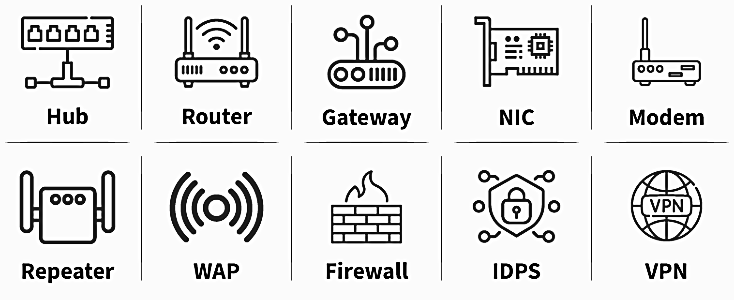 Hub
Router
Gateway
NIC
Modem
VPN
Repeater
WAP
Firewall
IDPS
VPN